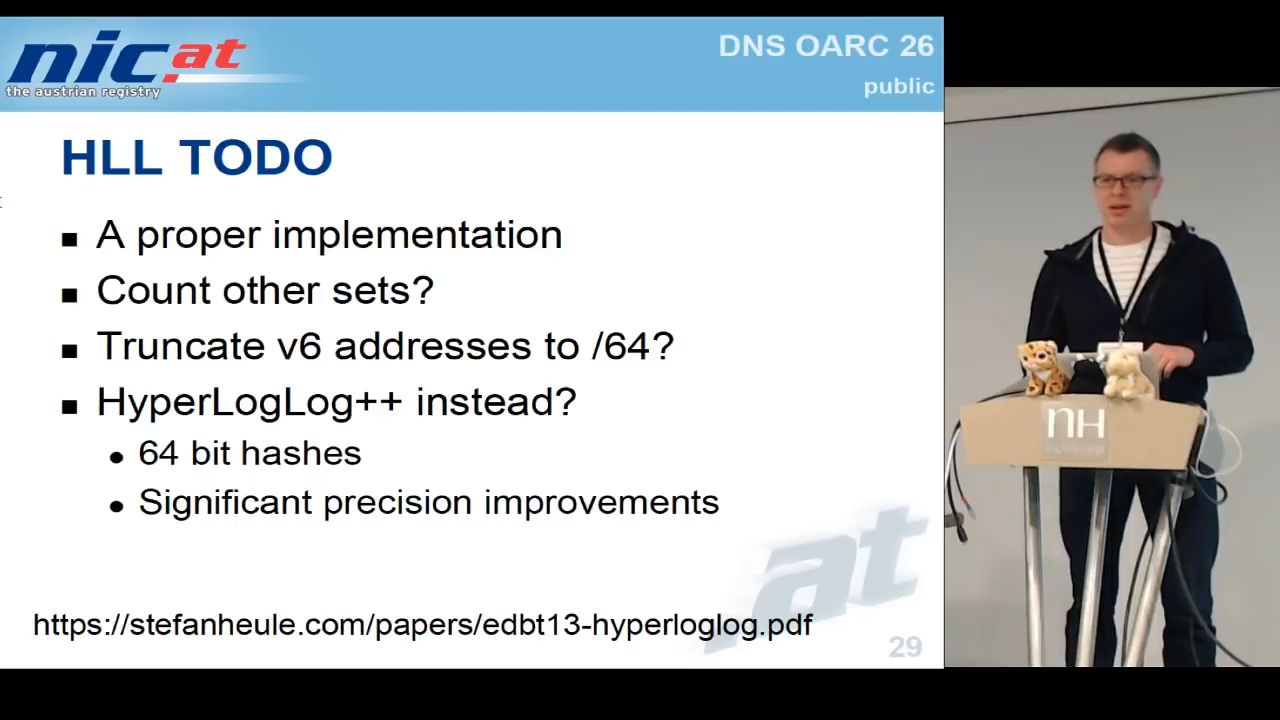 nic.at
the austrian registry
DNS OARC 26
public
HLL TODO
A proper implementation
Count other sets?
Truncate v6 addresses to /64?
HyperLogLog++ instead?
64 bit hashes
Significant precision improvements
.at
https://stefanheule.com/papers/edbt13-hyperloglog.pdf
29
NH